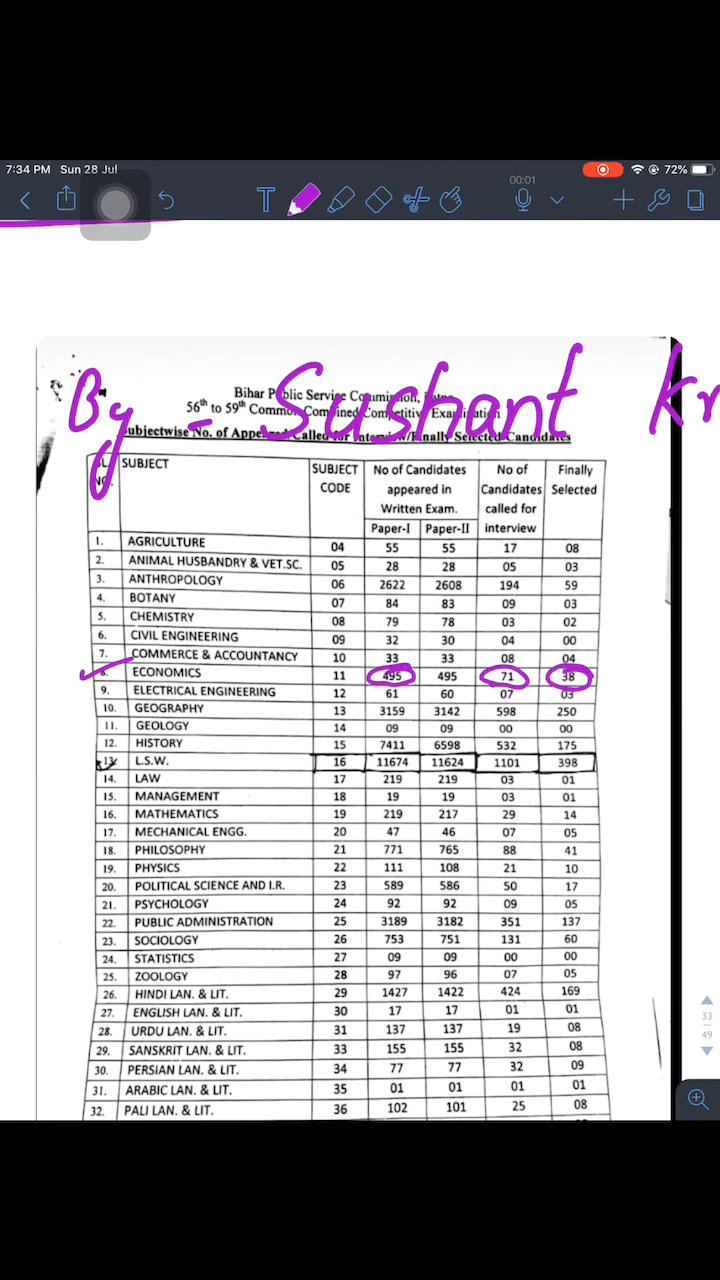 7:34 PM Sun 28 Jul 72%
T 00:01
Bihar Public Service Commission, Patna
56th to 59th Common Combined Competitive Examination
By - Sushant Kr
Subjectwise No. of Appeared/Called for Interview/Finally Selected Candidates
SL. NO. SUBJECT SUBJECT CODE No of Candidates appeared in Written Exam. No of Candidates called for interview Finally Selected
Paper-I Paper-II
1. AGRICULTURE 04 55 55 17 08
2. ANIMAL HUSBANDRY & VET.SC. 05 28 28 05 03
3. ANTHROPOLOGY 06 2622 2608 194 59
4. BOTANY 07 84 83 09 03
5. CHEMISTRY 08 79 78 03 02
6. CIVIL ENGINEERING 09 32 30 04 00
7. COMMERCE & ACCOUNTANCY 10 33 33 08 04
8. ECONOMICS 11 495 495 71 38
9. ELECTRICAL ENGINEERING 12 61 60 07 03
10. GEOGRAPHY 13 3159 3142 598 250
11. GEOLOGY 14 09 09 00 00
12. HISTORY 15 7411 6598 532 175
13. L.S.W. 16 11674 11624 1101 398
14. LAW 17 219 219 03 01
15. MANAGEMENT 18 19 19 03 01
16. MATHEMATICS 19 219 217 29 14
17. MECHANICAL ENGG. 20 47 46 07 05
18. PHILOSOPHY 21 771 765 88 41
19. PHYSICS 22 111 108 21 10
20. POLITICAL SCIENCE AND I.R. 23 589 586 50 17
21. PSYCHOLOGY 24 92 92 09 05
22. PUBLIC ADMINISTRATION 25 3189 3182 351 137
23. SOCIOLOGY 26 753 751 131 60
24. STATISTICS 27 09 09 00 00
25. ZOOLOGY 28 97 96 07 05
26. HINDI LAN. & LIT. 29 1427 1422 424 169
27. ENGLISH LAN. & LIT. 30 17 17 01 01
28. URDU LAN. & LIT. 31 137 137 19 08
29. SANSKRIT LAN. & LIT. 33 155 155 32 08
30. PERSIAN LAN. & LIT. 34 77 77 32 09
31. ARABIC LAN. & LIT. 35 01 01 01 01
32. PALI LAN. & LIT. 36 102 101 25 08
33
49